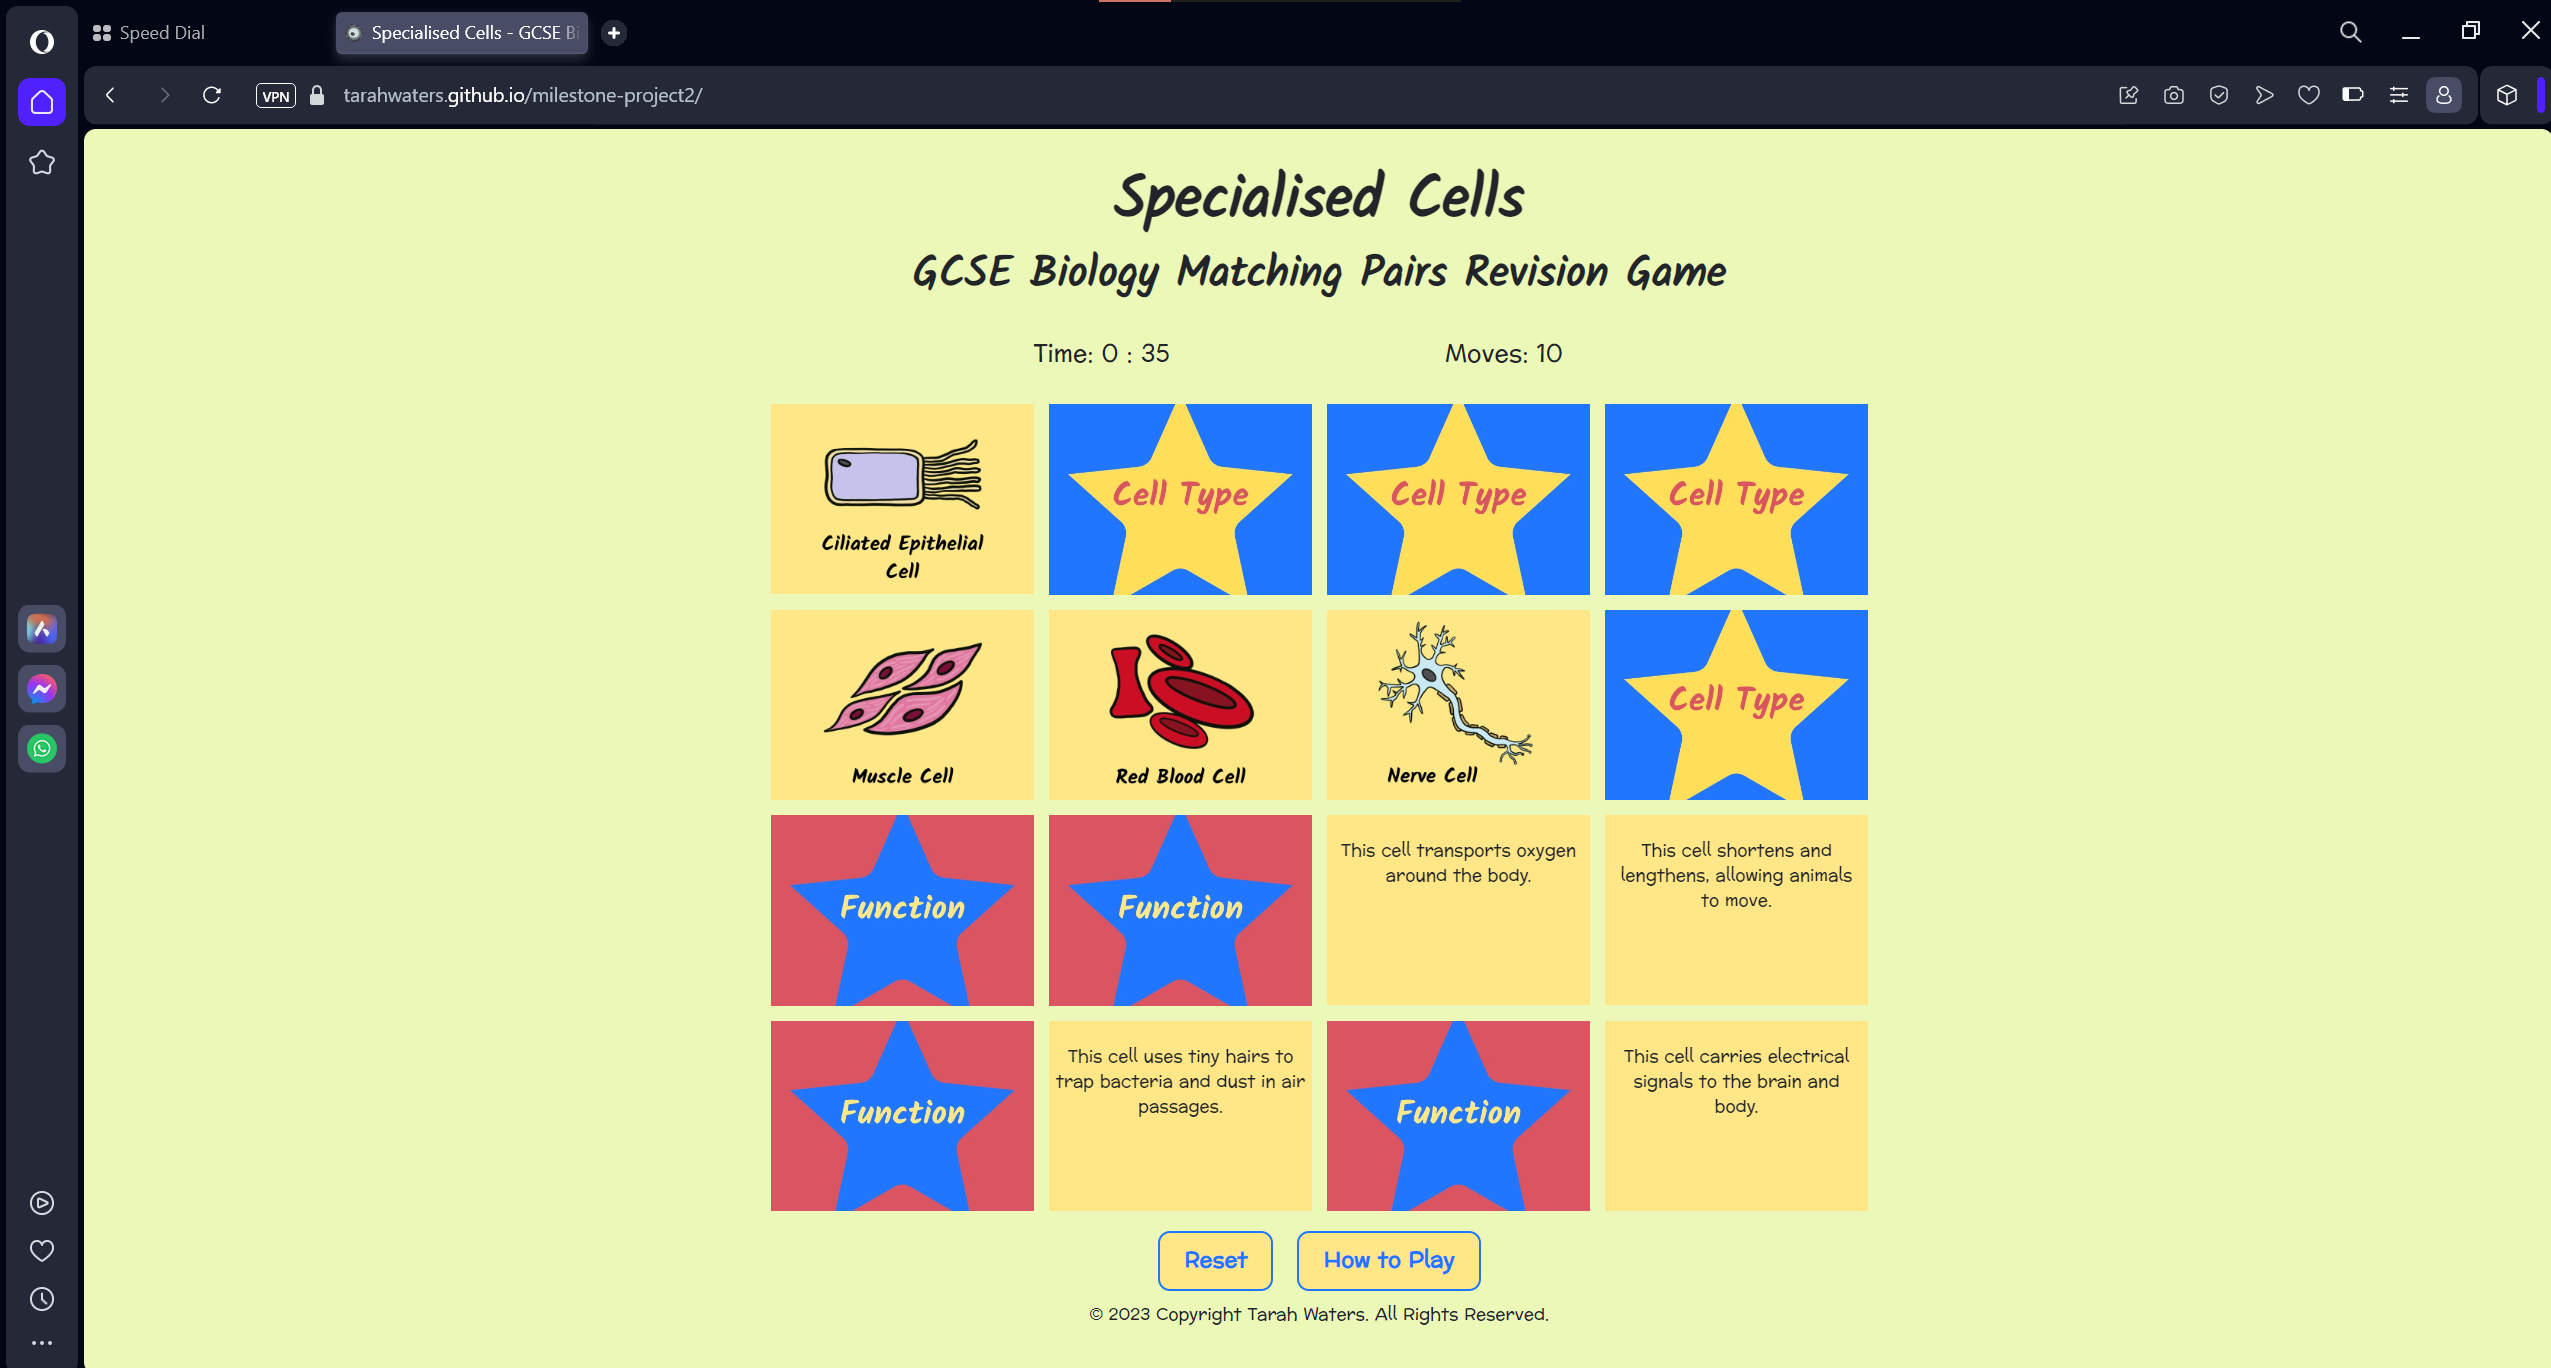 Speed Dial
Specialised Cells - GCSE Bi
VPN
tarahwaters.github.io/milestone-project2/
Specialised Cells
GCSE Biology Matching Pairs Revision Game
Time: 0 : 35
Moves: 10
Ciliated Epithelial
Cell
Cell Type
Cell Type
Cell Type
Muscle Cell
Red Blood Cell
Nerve Cell
Cell Type
Function
Function
This cell transports oxygen
around the body.
This cell shortens and
lengthens, allowing animals
to move.
Function
This cell uses tiny hairs to
trap bacteria and dust in air
passages.
Function
This cell carries electrical
signals to the brain and
body.
Reset
How to Play
© 2023 Copyright Tarah Waters. All Rights Reserved.